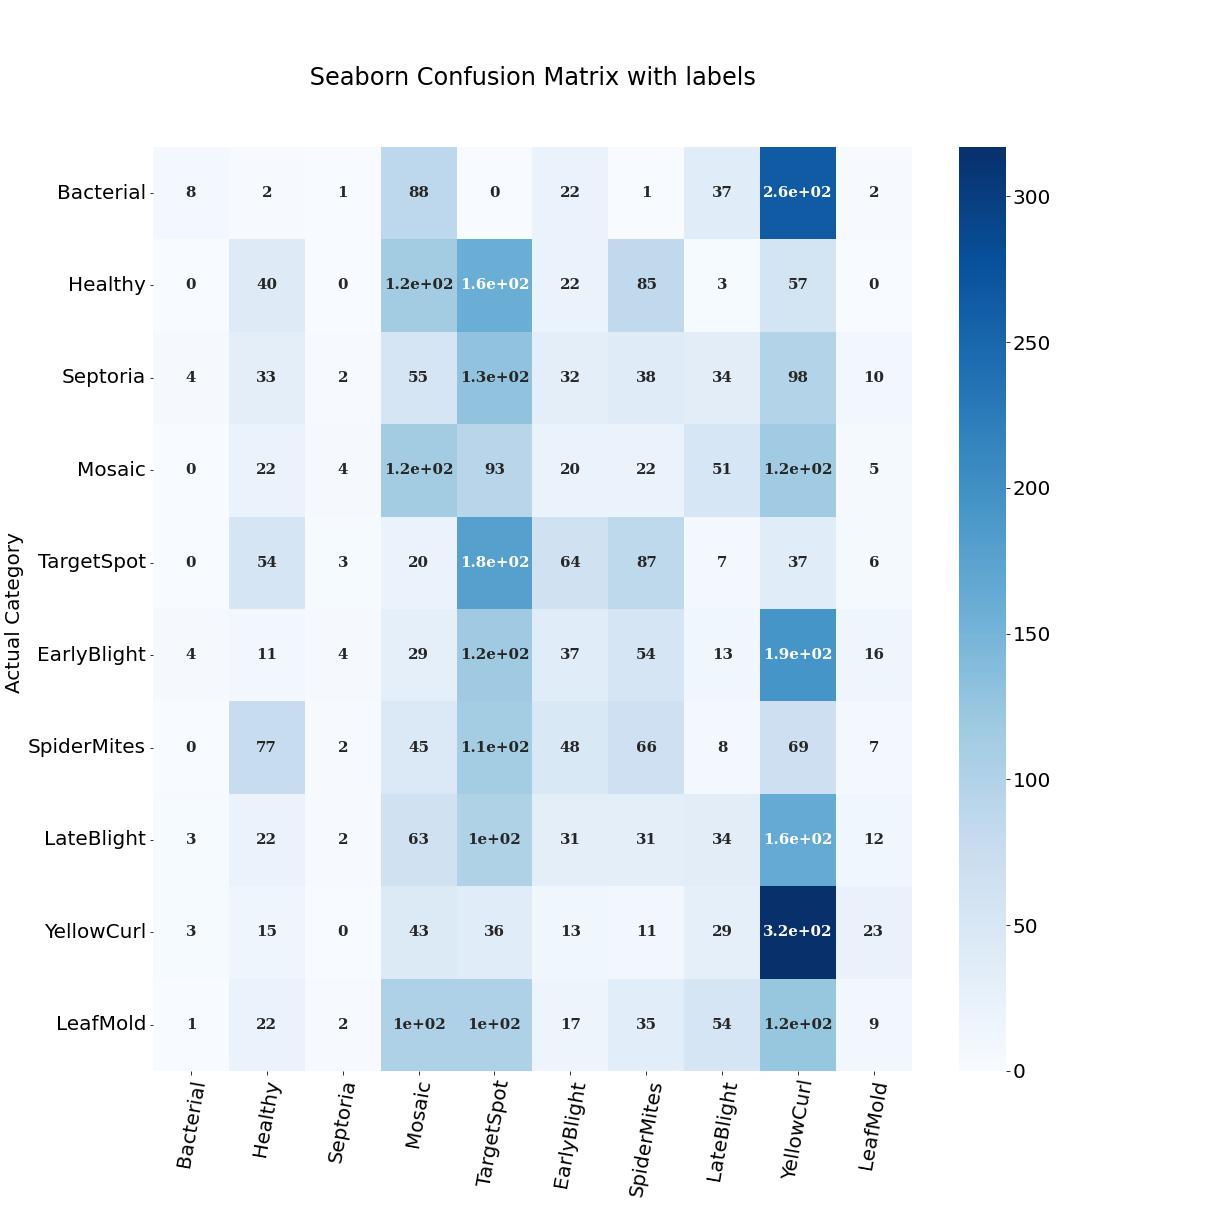 Seaborn Confusion Matrix with labels
Bacterial 8 2 1 88 0 22 1 37 2.6e+02 2
Healthy 0 40 0 1.2e+02 1.6e+02 22 85 3 57 0
Septoria 4 33 2 55 1.3e+02 32 38 34 98 10
Mosaic 0 22 4 1.2e+02 93 20 22 51 1.2e+02 5
TargetSpot 0 54 3 20 1.8e+02 64 87 7 37 6
EarlyBlight 4 11 4 29 1.2e+02 37 54 13 1.9e+02 16
SpiderMites 0 77 2 45 1.1e+02 48 66 8 69 7
LateBlight 3 22 2 63 1e+02 31 31 34 1.6e+02 12
YellowCurl 3 15 0 43 36 13 11 29 3.2e+02 23
LeafMold 1 22 2 1e+02 1e+02 17 35 54 1.2e+02 9
Actual Category
Bacterial Healthy Septoria Mosaic TargetSpot EarlyBlight SpiderMites LateBlight YellowCurl LeafMold
300
250
200
150
100
50
0